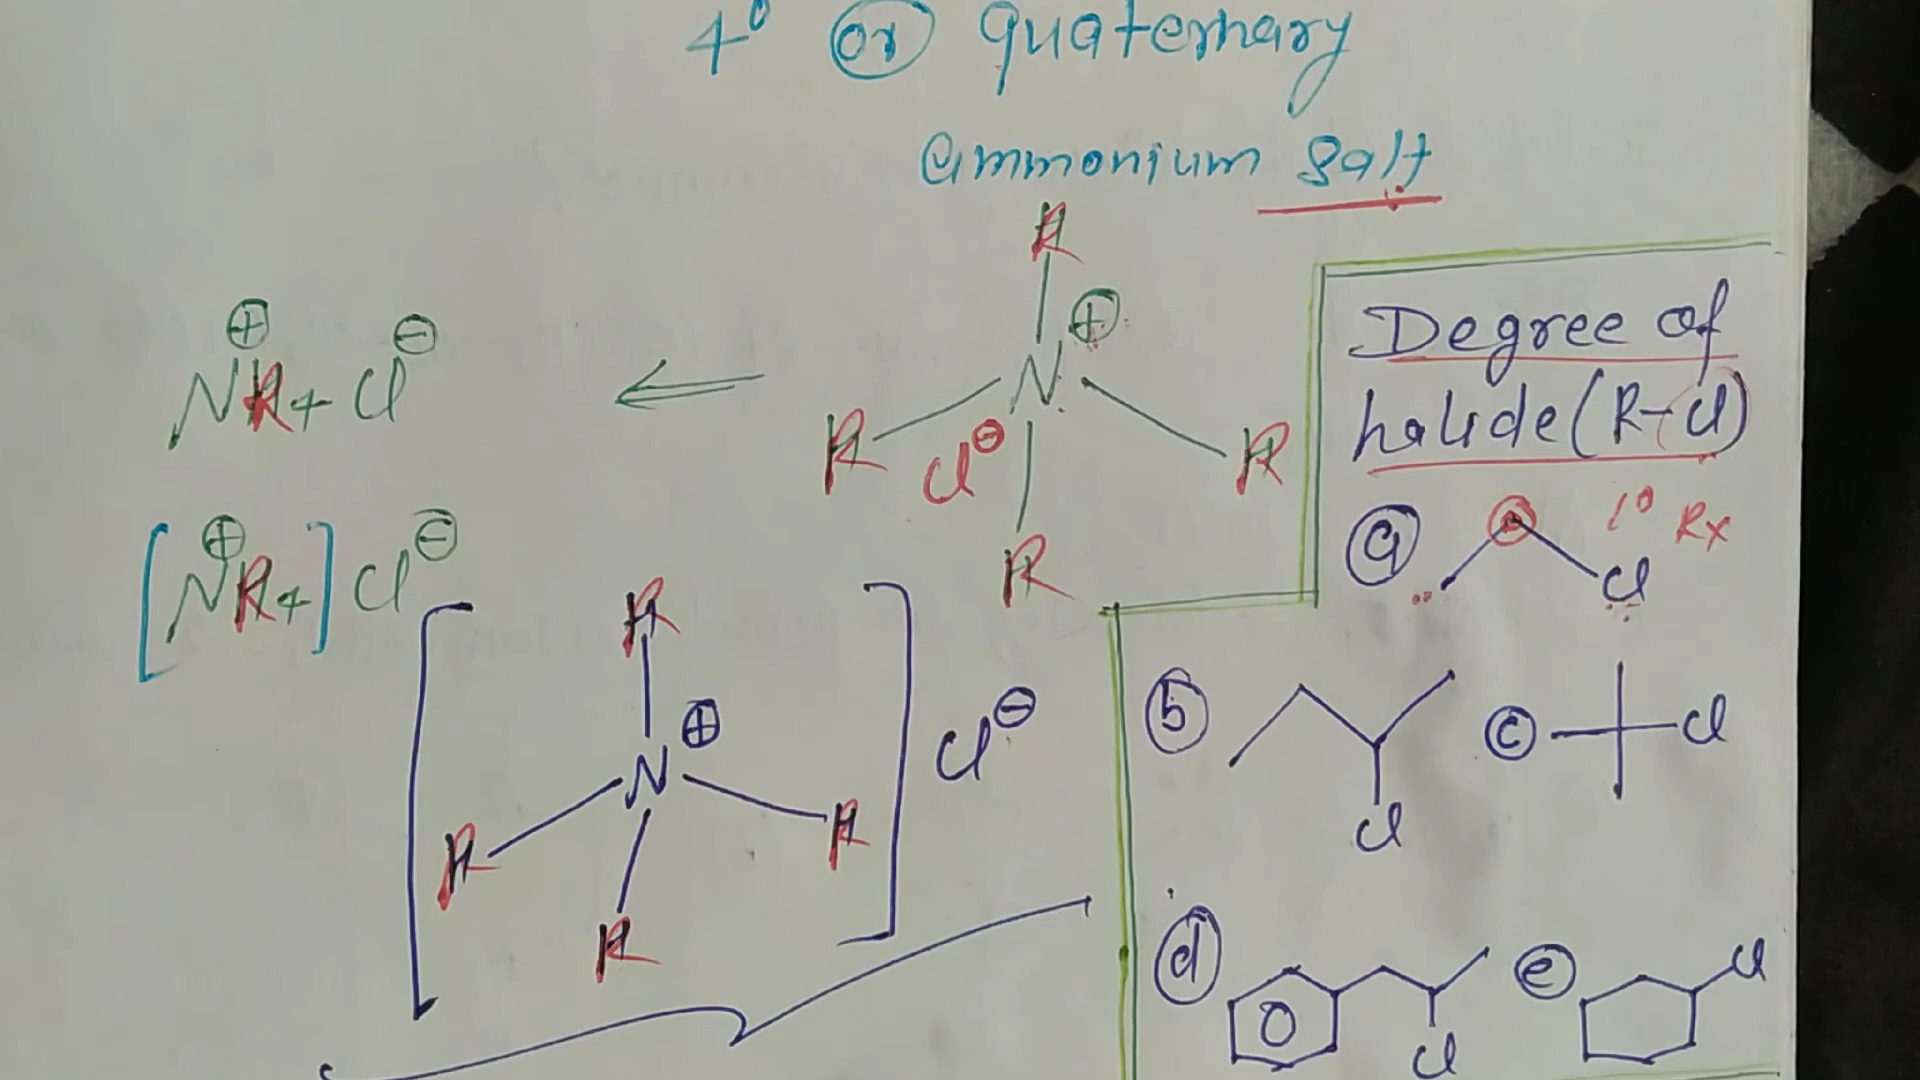 4° or quaternary
ammonium salt
R
⊕
N
R
R
Cl⊖
R
⊕
NR4 Cl⊖
[⊕
NR4] Cl⊖
R
N ⊕
R
R
R
Cl⊖
Degree of
halide (R-Cl)
a
Cl
1° RX
b
Cl
c
Cl
d
Cl
e
Cl